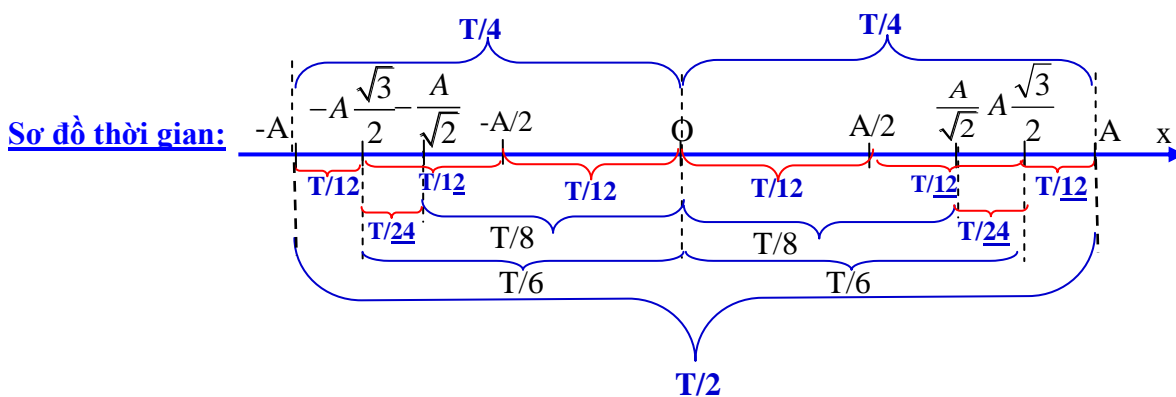 T/4 T/4
Sơ đồ thời gian: -A -A√3/2 -A/√2 -A/2 O A/2 A/√2 A√3/2 A x
T/12 T/12 T/12 T/12 T/12 T/12
T/24 T/8 T/8 T/24
T/6 T/6
T/2